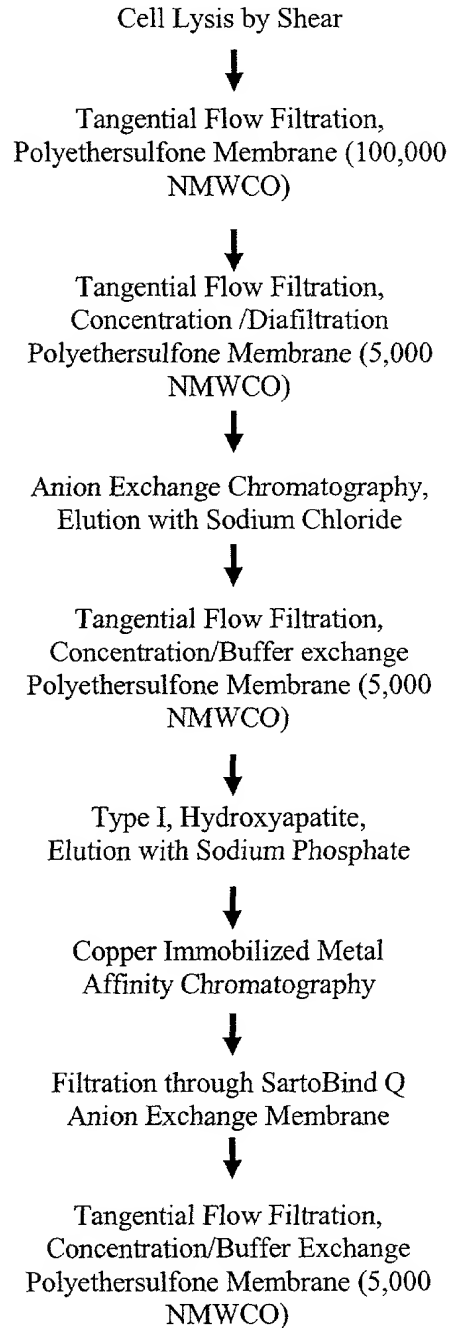 Cell Lysis by Shear
Tangential Flow Filtration,
Polyethersulfone Membrane (100,000
NMWCO)
Tangential Flow Filtration,
Concentration /Diafiltration
Polyethersulfone Membrane (5,000
NMWCO)
Anion Exchange Chromatography,
Elution with Sodium Chloride
Tangential Flow Filtration,
Concentration/Buffer exchange
Polyethersulfone Membrane (5,000
NMWCO)
Type I, Hydroxyapatite,
Elution with Sodium Phosphate
Copper Immobilized Metal
Affinity Chromatography
Filtration through SartoBind Q
Anion Exchange Membrane
Tangential Flow Filtration,
Concentration/Buffer Exchange
Polyethersulfone Membrane (5,000
NMWCO)